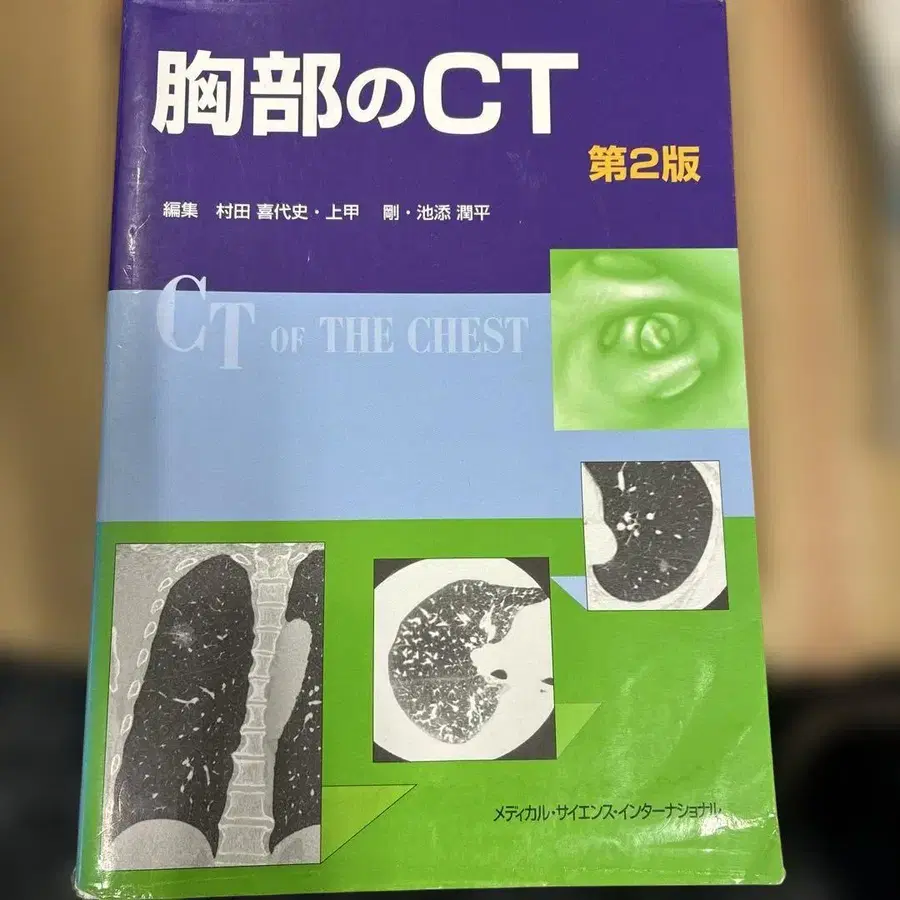 胸部のCT
第2版
編集 村田 喜代史・上甲 剛・池添 潤平
CT OF THE CHEST
メディカル・サイエンス・インターナショナル